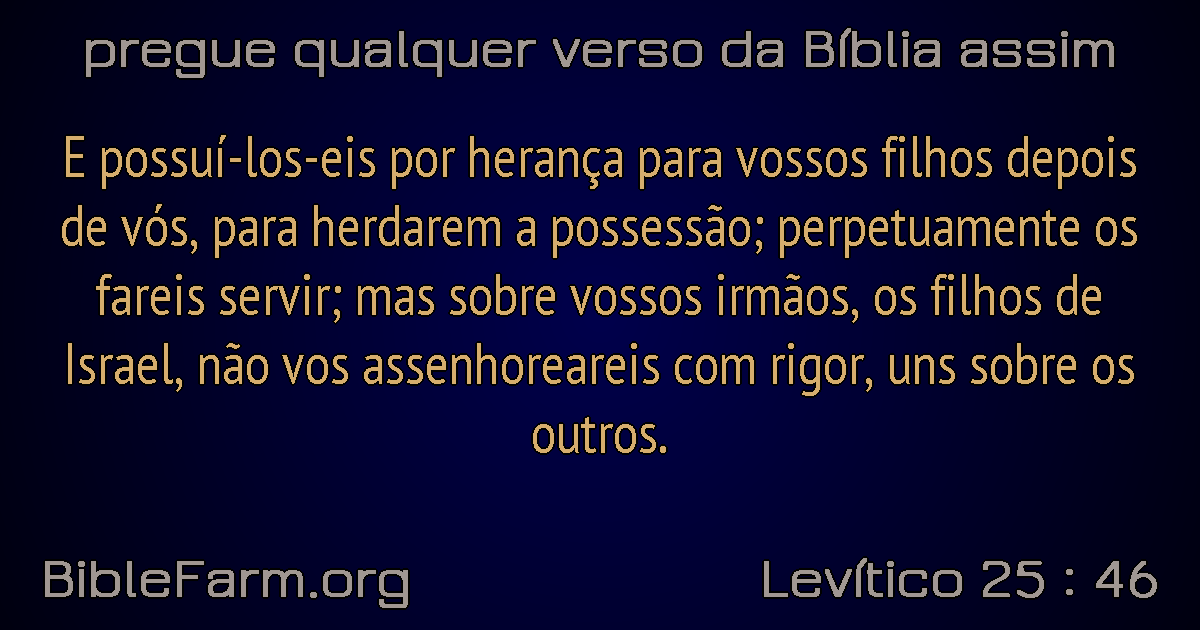 pregue qualquer verso da Bíblia assim
E possuí-los-eis por herança para vossos filhos depois
de vós, para herdarem a possessão; perpetuamente os
fareis servir; mas sobre vossos irmãos, os filhos de
Israel, não vos assenhoreareis com rigor, uns sobre os
outros.
BibleFarm.org
Levítico 25 : 46